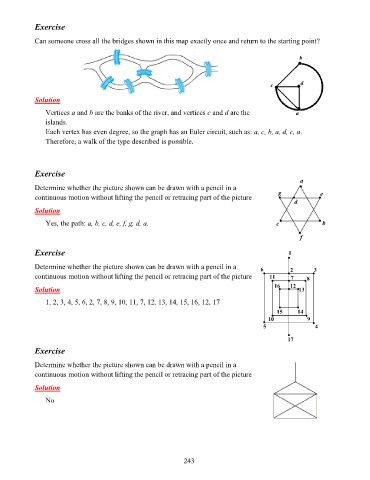 Exercise
Can someone cross all the bridges shown in this map exactly once and return to the starting point?
b
c
d
a
Solution
Vertices a and b are the banks of the river, and vertices c and d are the
islands.
Each vertex has even degree, so the graph has an Euler circuit, such as: a, c, b, a, d, c, a.
Therefore, a walk of the type described is possible.
Exercise
Determine whether the picture shown can be drawn with a pencil in a
continuous motion without lifting the pencil or retracing part of the picture
Solution
Yes, the path: a, b, c, d, e, f, g, d, a.
a
g
e
d
c
b
f
Exercise
Determine whether the picture shown can be drawn with a pencil in a
continuous motion without lifting the pencil or retracing part of the picture
Solution
1, 2, 3, 4, 5, 6, 2, 7, 8, 9, 10, 11, 7, 12, 13, 14, 15, 16, 12, 17
1
6 2 3
11 7 8
16 12 13
15 14
10 9
5 4
17
Exercise
Determine whether the picture shown can be drawn with a pencil in a
continuous motion without lifting the pencil or retracing part of the picture
Solution
No
243